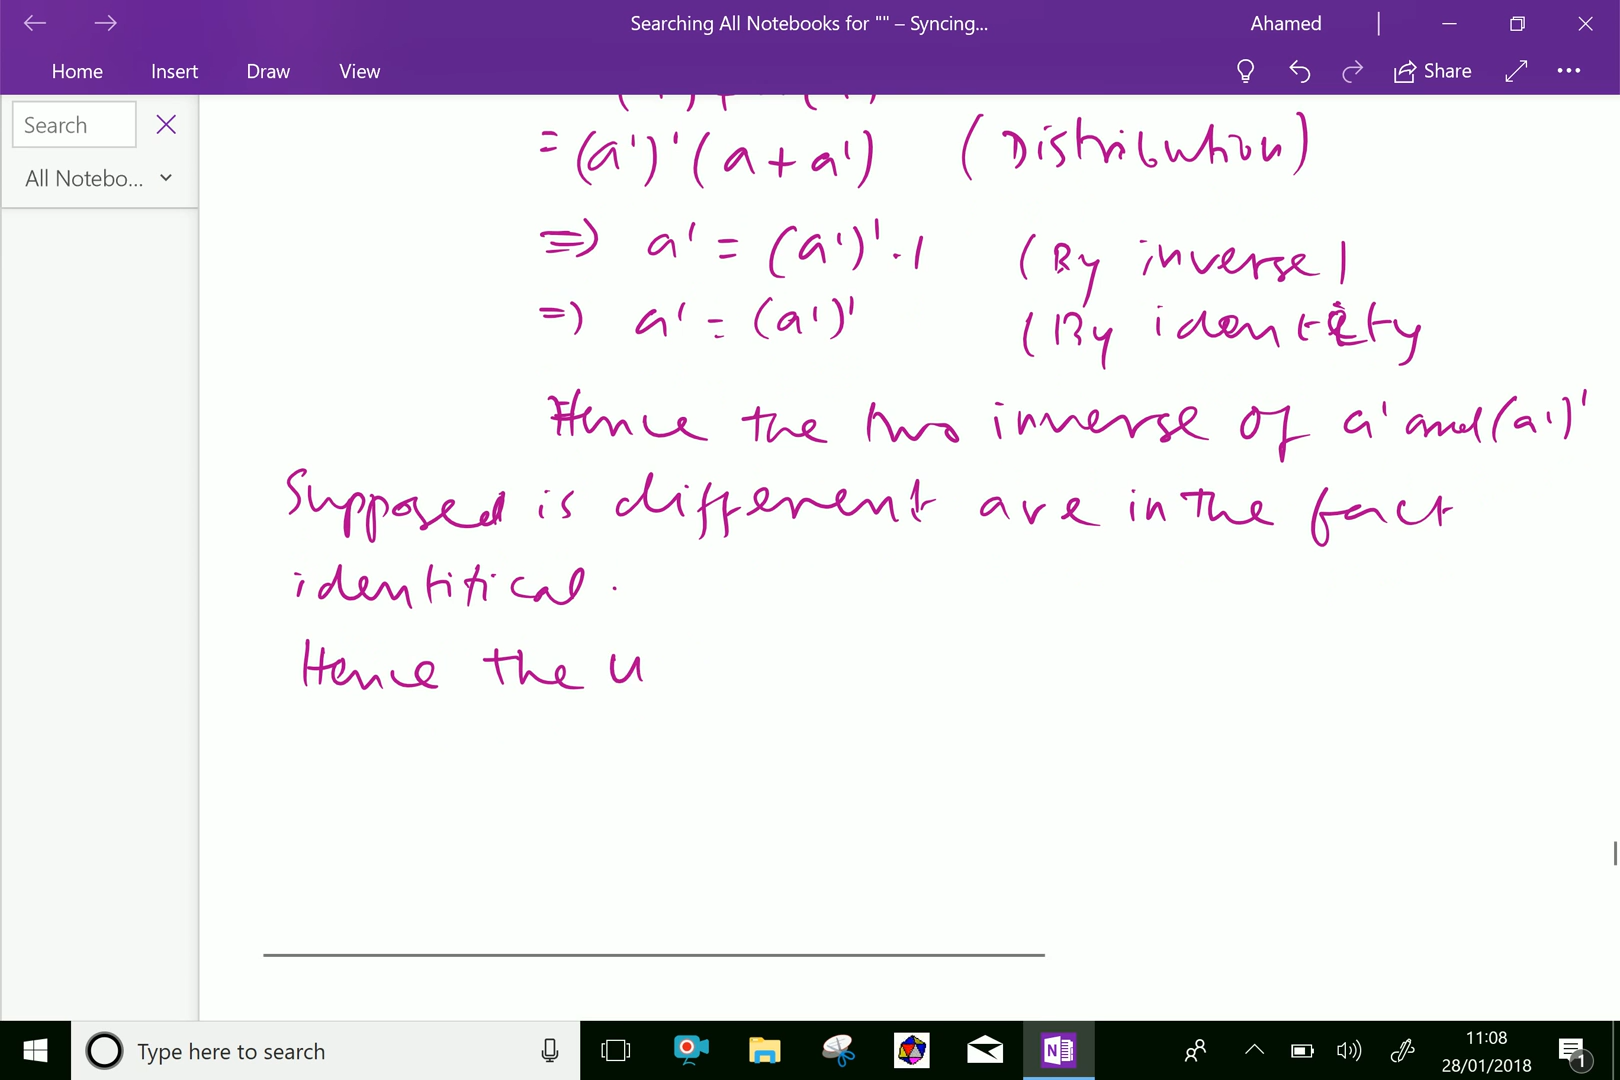 Searching All Notebooks for "" – Syncing...
Ahamed
Home Insert Draw View
Share
Search
All Notebo...
= (a')' (a + a') (Distribution)
=> a' = (a')' . 1 (By inverse)
=> a' = (a')' (By identity
Hence the two inverse of a' and (a')'
Supposed is different are in the fact
identitical .
Hence the u
Type here to search
11:08
28/01/2018
1